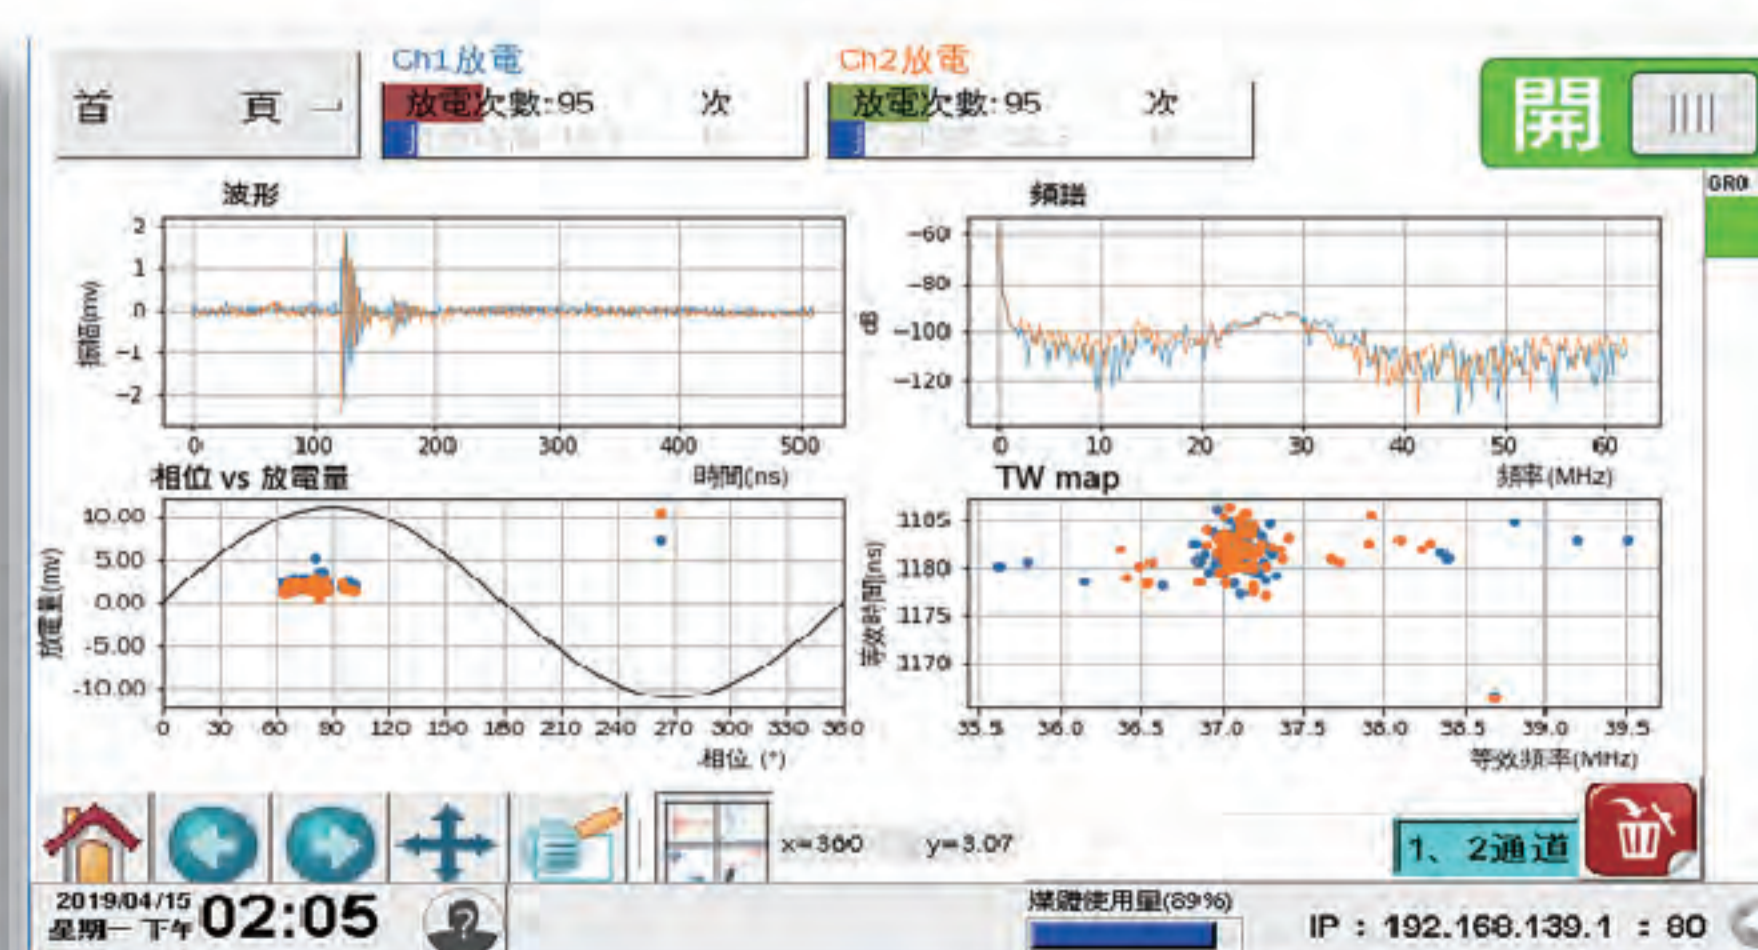 首 頁
Ch1放電
放電次數:95 次
Ch2放電
放電次數:95 次
開
GRO
波形
2
1
0
-1
-2
振幅(mv)
0 100 200 300 400 500
時間(ns)
頻譜
-60
-80
-100
-120
dB
0 10 20 30 40 50 60
頻率(MHz)
相位 vs 放電量
10.00
5.00
0.00
-5.00
-10.00
放電量(mv)
0 30 60 90 120 150 180 210 240 270 300 330 360
相位 (°)
TW map
1180
1175
1170
等效時間(ns)
35.5 36.0 36.5 37.0 37.5 38.0 38.5 39.0 39.5
等效頻率(MHz)
x=360 y=3.07
1、2通道
2019/04/15
星期一 下午 02:05
媒體使用量(89%)
IP : 192.168.139.1 : 80